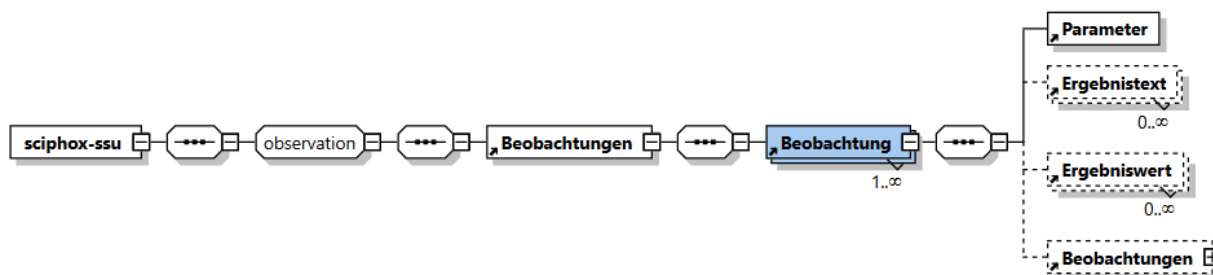 Parameter
Ergebnistext
0..∞
sciphox-ssu
observation
Beobachtungen
Beobachtung
1..∞
Ergebniswert
0..∞
Beobachtungen